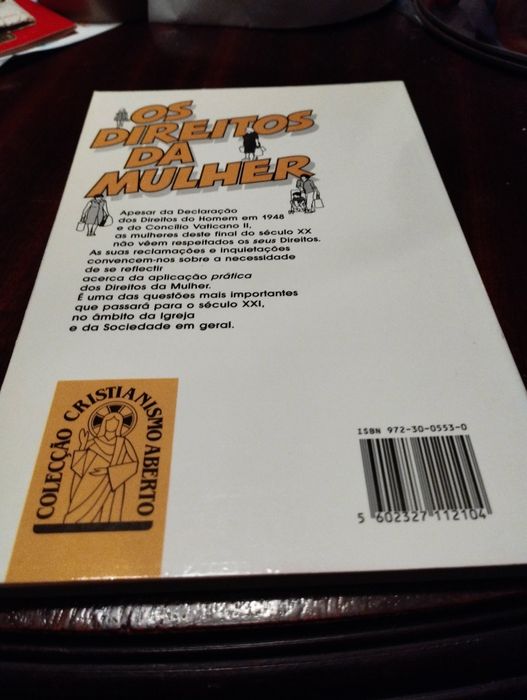 OS
DIREITOS
DA
MULHER
Apesar da Declaração
dos Direitos do Homem em 1948
e do Concílio Vaticano II,
as mulheres deste final do século XX
não vêem respeitados os seus Direitos.
As suas reclamações e inquietações
convencem-nos sobre a necessidade
de se reflectir
acerca da aplicação prática
dos Direitos da Mulher.
É uma das questões mais importantes
que passará para o século XXI,
no âmbito da Igreja
e da Sociedade em geral.
COLECÇÃO CRISTIANISMO ABERTO
ISBN 972-30-0553-0
5 602327 112104